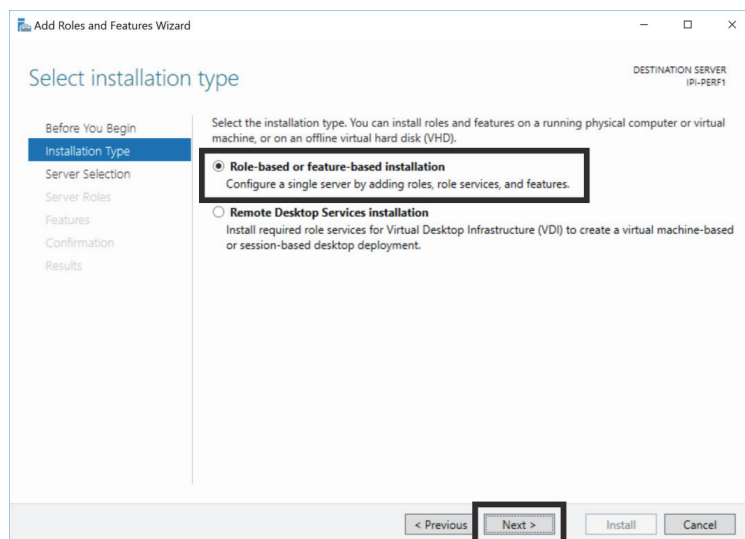 Add Roles and Features Wizard
Select installation type
DESTINATION SERVER
IPI-PERF1
Before You Begin
Installation Type
Server Selection
Server Roles
Features
Confirmation
Results
Select the installation type. You can install roles and features on a running physical computer or virtual
machine, or on an offline virtual hard disk (VHD).
Role-based or feature-based installation
Configure a single server by adding roles, role services, and features.
Remote Desktop Services installation
Install required role services for Virtual Desktop Infrastructure (VDI) to create a virtual machine-based
or session-based desktop deployment.
< Previous
Next >
Install
Cancel